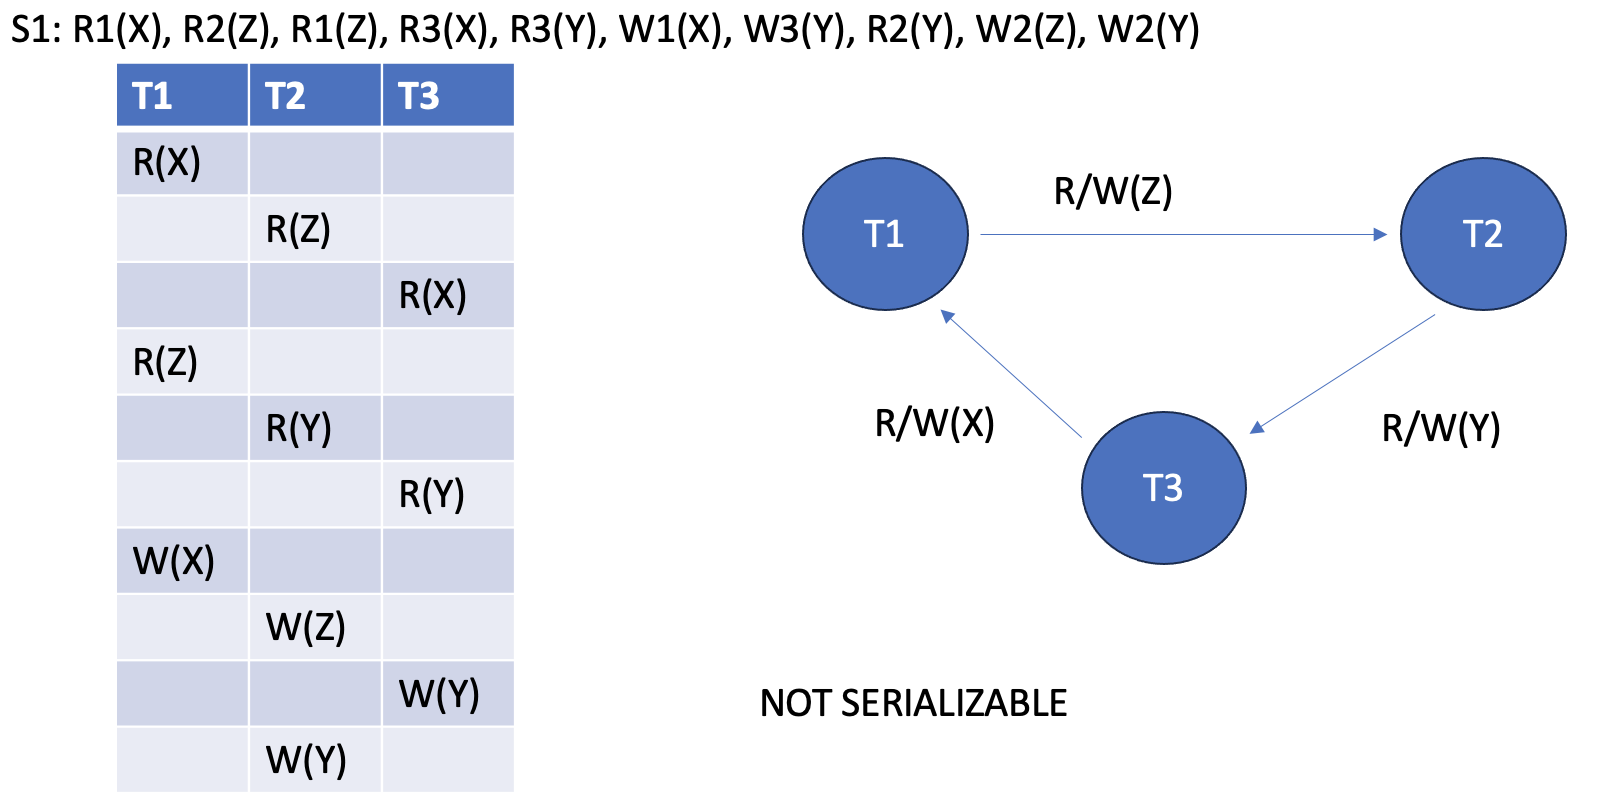 S1: R1(X), R2(Z), R1(Z), R3(X), R3(Y), W1(X), W3(Y), R2(Y), W2(Z), W2(Y)
T1 T2 T3
R(X)
R(Z)
R(X)
R(Z)
R(Y)
R(Y)
W(X)
W(Z)
W(Y)
W(Y)
R/W(Z)
T1
T2
R/W(X)
R/W(Y)
T3
NOT SERIALIZABLE